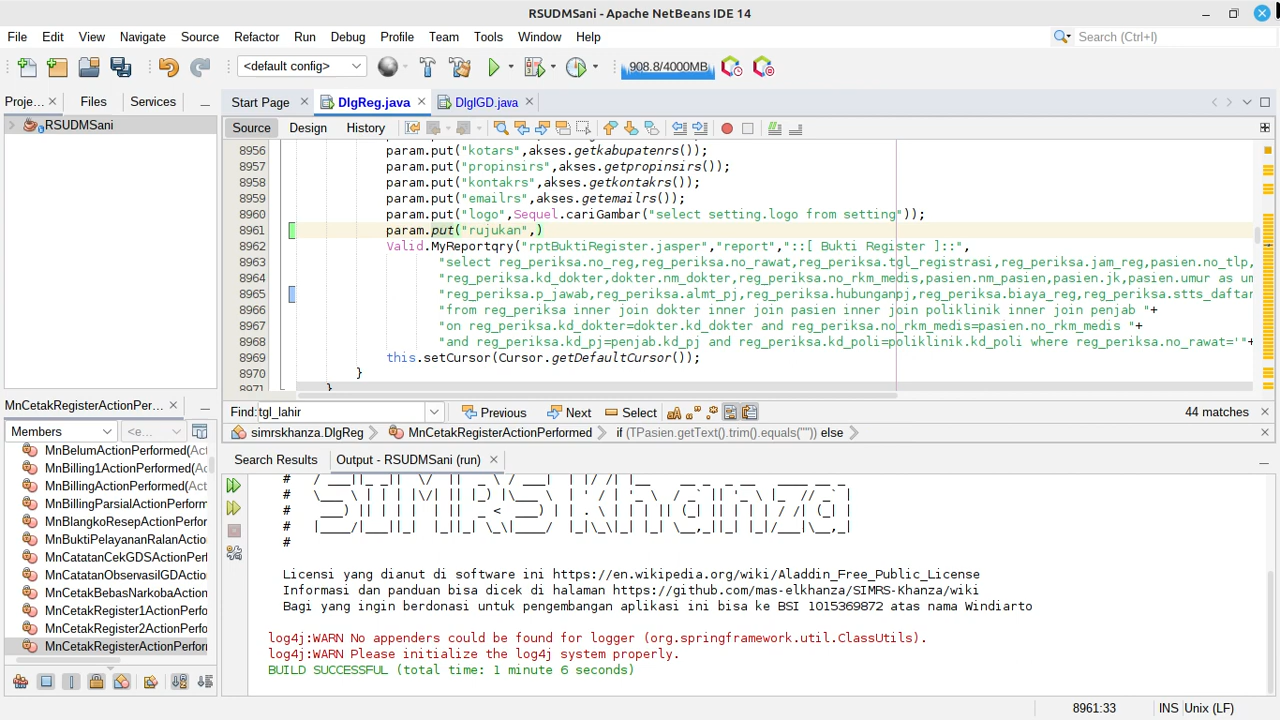 RSUDMSani - Apache NetBeans IDE 14
File Edit View Navigate Source Refactor Run Debug Profile Team Tools Window Help
Search (Ctrl+I)
<default config>
908.8/4000MB
Proje... Files Services
Start Page DlgReg.java DlgIGD.java
RSUDMSani
Source Design History
8956 param.put("kotars",akses.getkabupatenrs());
8957 param.put("propinsirs",akses.getpropinsirs());
8958 param.put("kontakrs",akses.getkontakrs());
8959 param.put("emailrs",akses.getemailrs());
8960 param.put("logo",Sequel.cariGambar("select setting.logo from setting"));
8961 param.put("rujukan",)
8962 Valid.MyReportqry("rptBuktiRegister.jasper","report","::[ Bukti Register ]::",
8963 "select reg_periksa.no_reg,reg_periksa.no_rawat,reg_periksa.tgl_registrasi,reg_periksa.jam_reg,pasien.no_tlp,
8964 "reg_periksa.kd_dokter,dokter.nm_dokter,reg_periksa.no_rkm_medis,pasien.nm_pasien,pasien.jk,pasien.umur as um
8965 "reg_periksa.p_jawab,reg_periksa.almt_pj,reg_periksa.hubunganpj,reg_periksa.biaya_reg,reg_periksa.stts_daftar
8966 "from reg_periksa inner join dokter inner join pasien inner join poliklinik inner join penjab "+
8967 "on reg_periksa.kd_dokter=dokter.kd_dokter and reg_periksa.no_rkm_medis=pasien.no_rkm_medis "+
8968 "and reg_periksa.kd_pj=penjab.kd_pj and reg_periksa.kd_poli=poliklinik.kd_poli where reg_periksa.no_rawat='"+
8969 this.setCursor(Cursor.getDefaultCursor());
8970 }
8971 }
MnCetakRegisterActionPer...
Find: tgl_lahir Previous Next Select 44 matches
Members <e...
simrskhanza.DlgReg MnCetakRegisterActionPerformed if (TPasien.getText().trim().equals("")) else
MnBelumActionPerformed(Act
MnBilling1ActionPerformed(Ac
MnBillingActionPerformed(Act
MnBillingParsialActionPerform
MnBlangkoResepActionPerfor
MnBuktiPelayananRalanActio
MnCatatanCekGDSActionPerf
MnCatatanObservasiIGDActio
MnCetakBebasNarkobaAction
MnCetakRegister1ActionPerfo
MnCetakRegister2ActionPerfo
MnCetakRegisterActionPerfor
Search Results Output - RSUDMSani (run)
SIMRS Khanza
Licensi yang dianut di software ini https://en.wikipedia.org/wiki/Aladdin_Free_Public_License
Informasi dan panduan bisa dicek di halaman https://github.com/mas-elkhanza/SIMRS-Khanza/wiki
Bagi yang ingin berdonasi untuk pengembangan aplikasi ini bisa ke BSI 1015369872 atas nama Windiarto
log4j:WARN No appenders could be found for logger (org.springframework.util.ClassUtils).
log4j:WARN Please initialize the log4j system properly.
BUILD SUCCESSFUL (total time: 1 minute 6 seconds)
8961:33 INS Unix (LF)